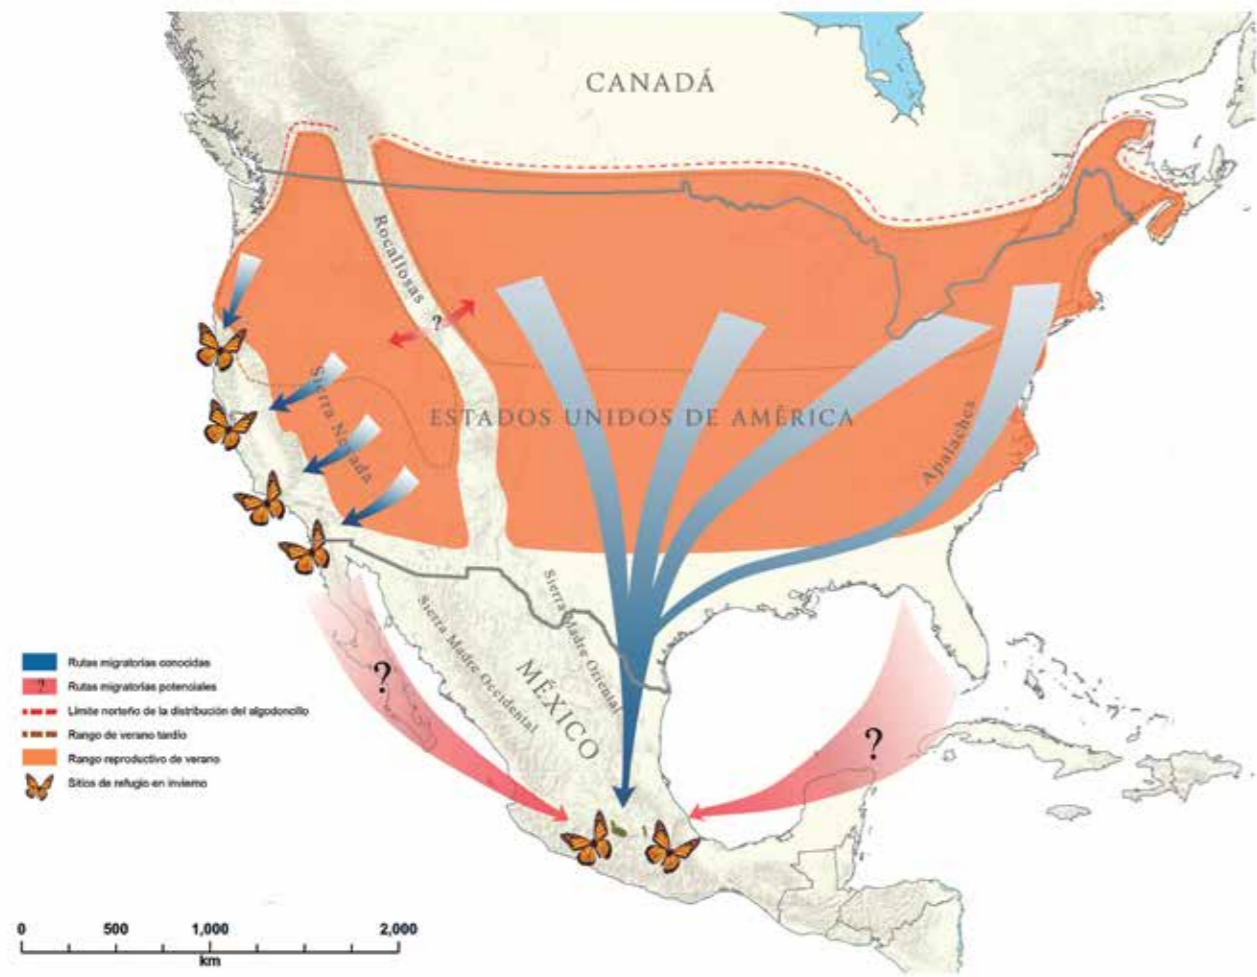 CANADÁ
Rocallosas
?
Sierra Nevada
ESTADOS UNIDOS DE AMÉRICA
Apalaches
Sierra Madre Occidental
Sierra Madre Oriental
MÉXICO
?
?
Rutas migratorias conocidas
? Rutas migratorias potenciales
Límite norteño de la distribución del algodoncillo
Rango de verano tardío
Rango reproductivo de verano
Sitios de refugio en invierno
0 500 1,000 2,000
km